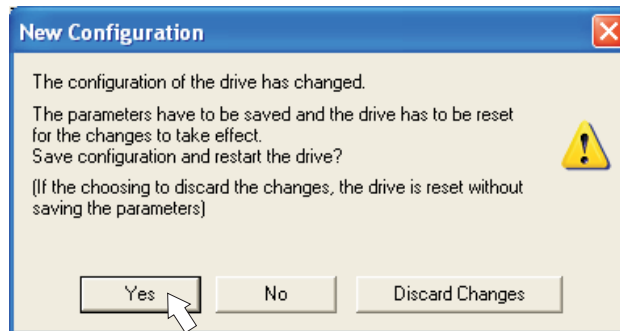 New Configuration
The configuration of the drive has changed.
The parameters have to be saved and the drive has to be reset
for the changes to take effect.
Save configuration and restart the drive?
(If the choosing to discard the changes, the drive is reset without
saving the parameters)
Yes No Discard Changes